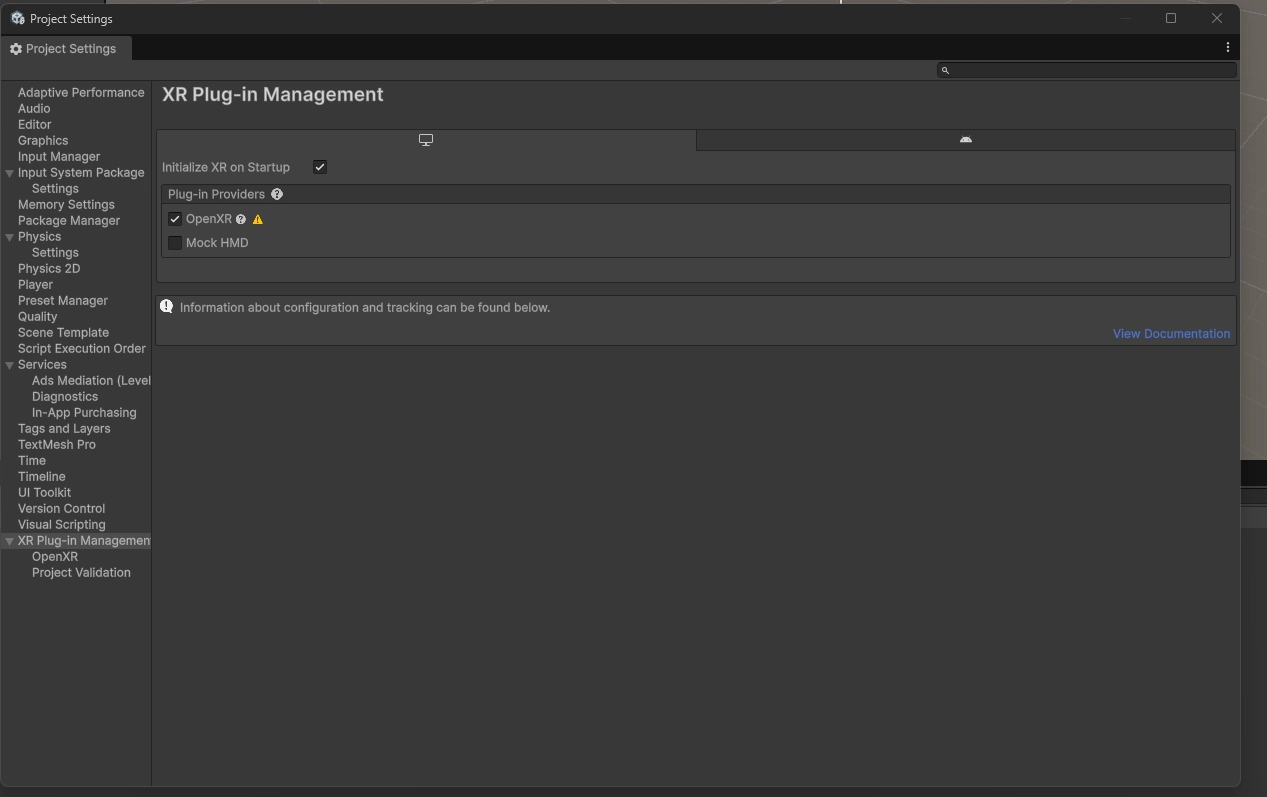 Project Settings
Project Settings
XR Plug-in Management
Adaptive Performance
Audio
Editor
Graphics
Input Manager
Input System Package
Settings
Memory Settings
Package Manager
Physics
Settings
Physics 2D
Player
Preset Manager
Quality
Scene Template
Script Execution Order
Services
Ads Mediation (Level
Diagnostics
In-App Purchasing
Tags and Layers
TextMesh Pro
Time
Timeline
UI Toolkit
Version Control
Visual Scripting
XR Plug-in Managemen
OpenXR
Project Validation
Initialize XR on Startup
Plug-in Providers
OpenXR
Mock HMD
Information about configuration and tracking can be found below.
View Documentation